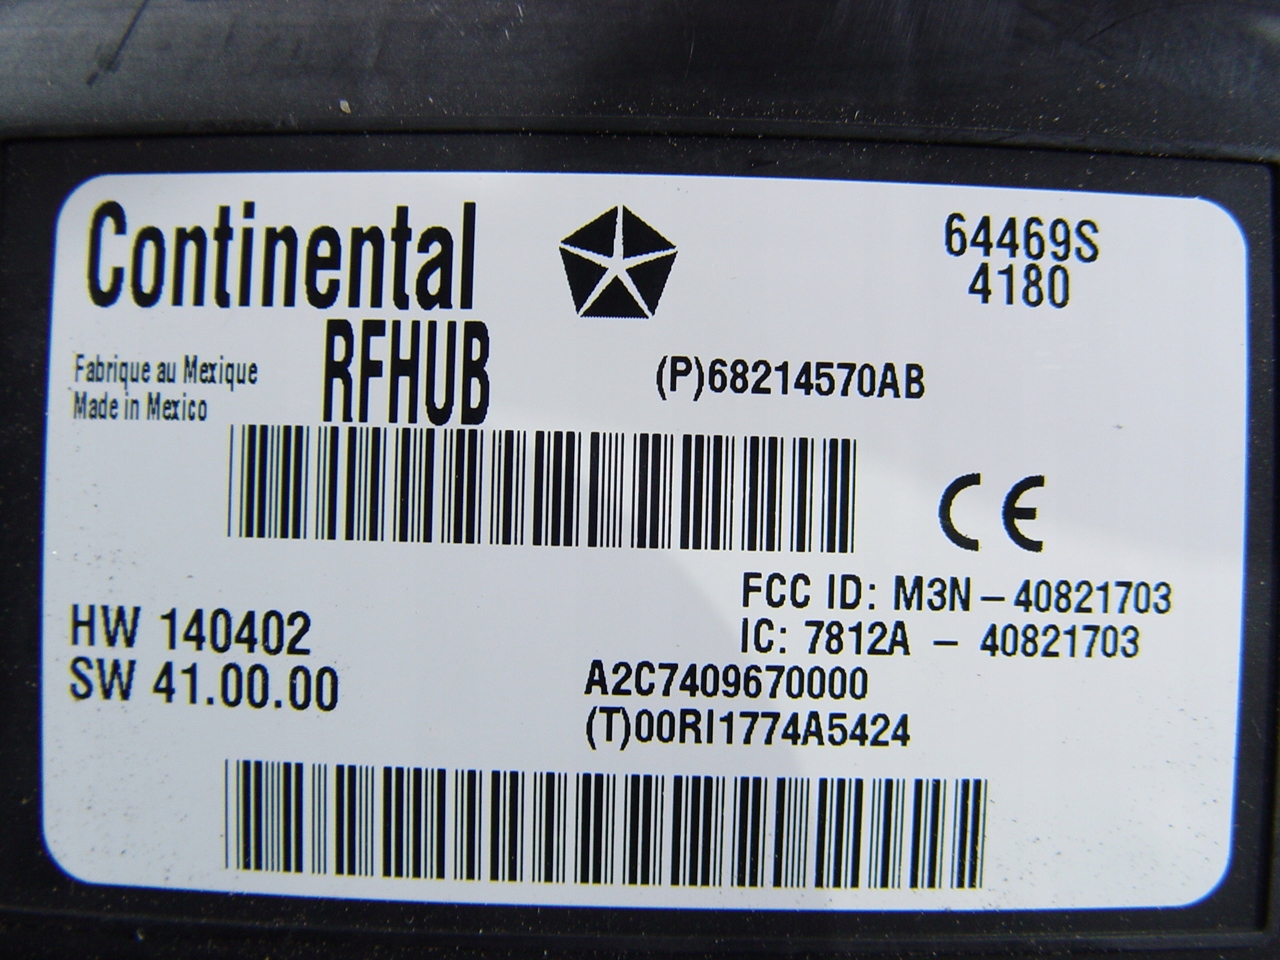 Continental
RFHUB
Fabrique au Mexique
Made in Mexico
64469S
4180
(P)68214570AB
CE
FCC ID: M3N – 40821703
IC: 7812A – 40821703
HW 140402
SW 41.00.00
A2C7409670000
(T)00RI1774A5424